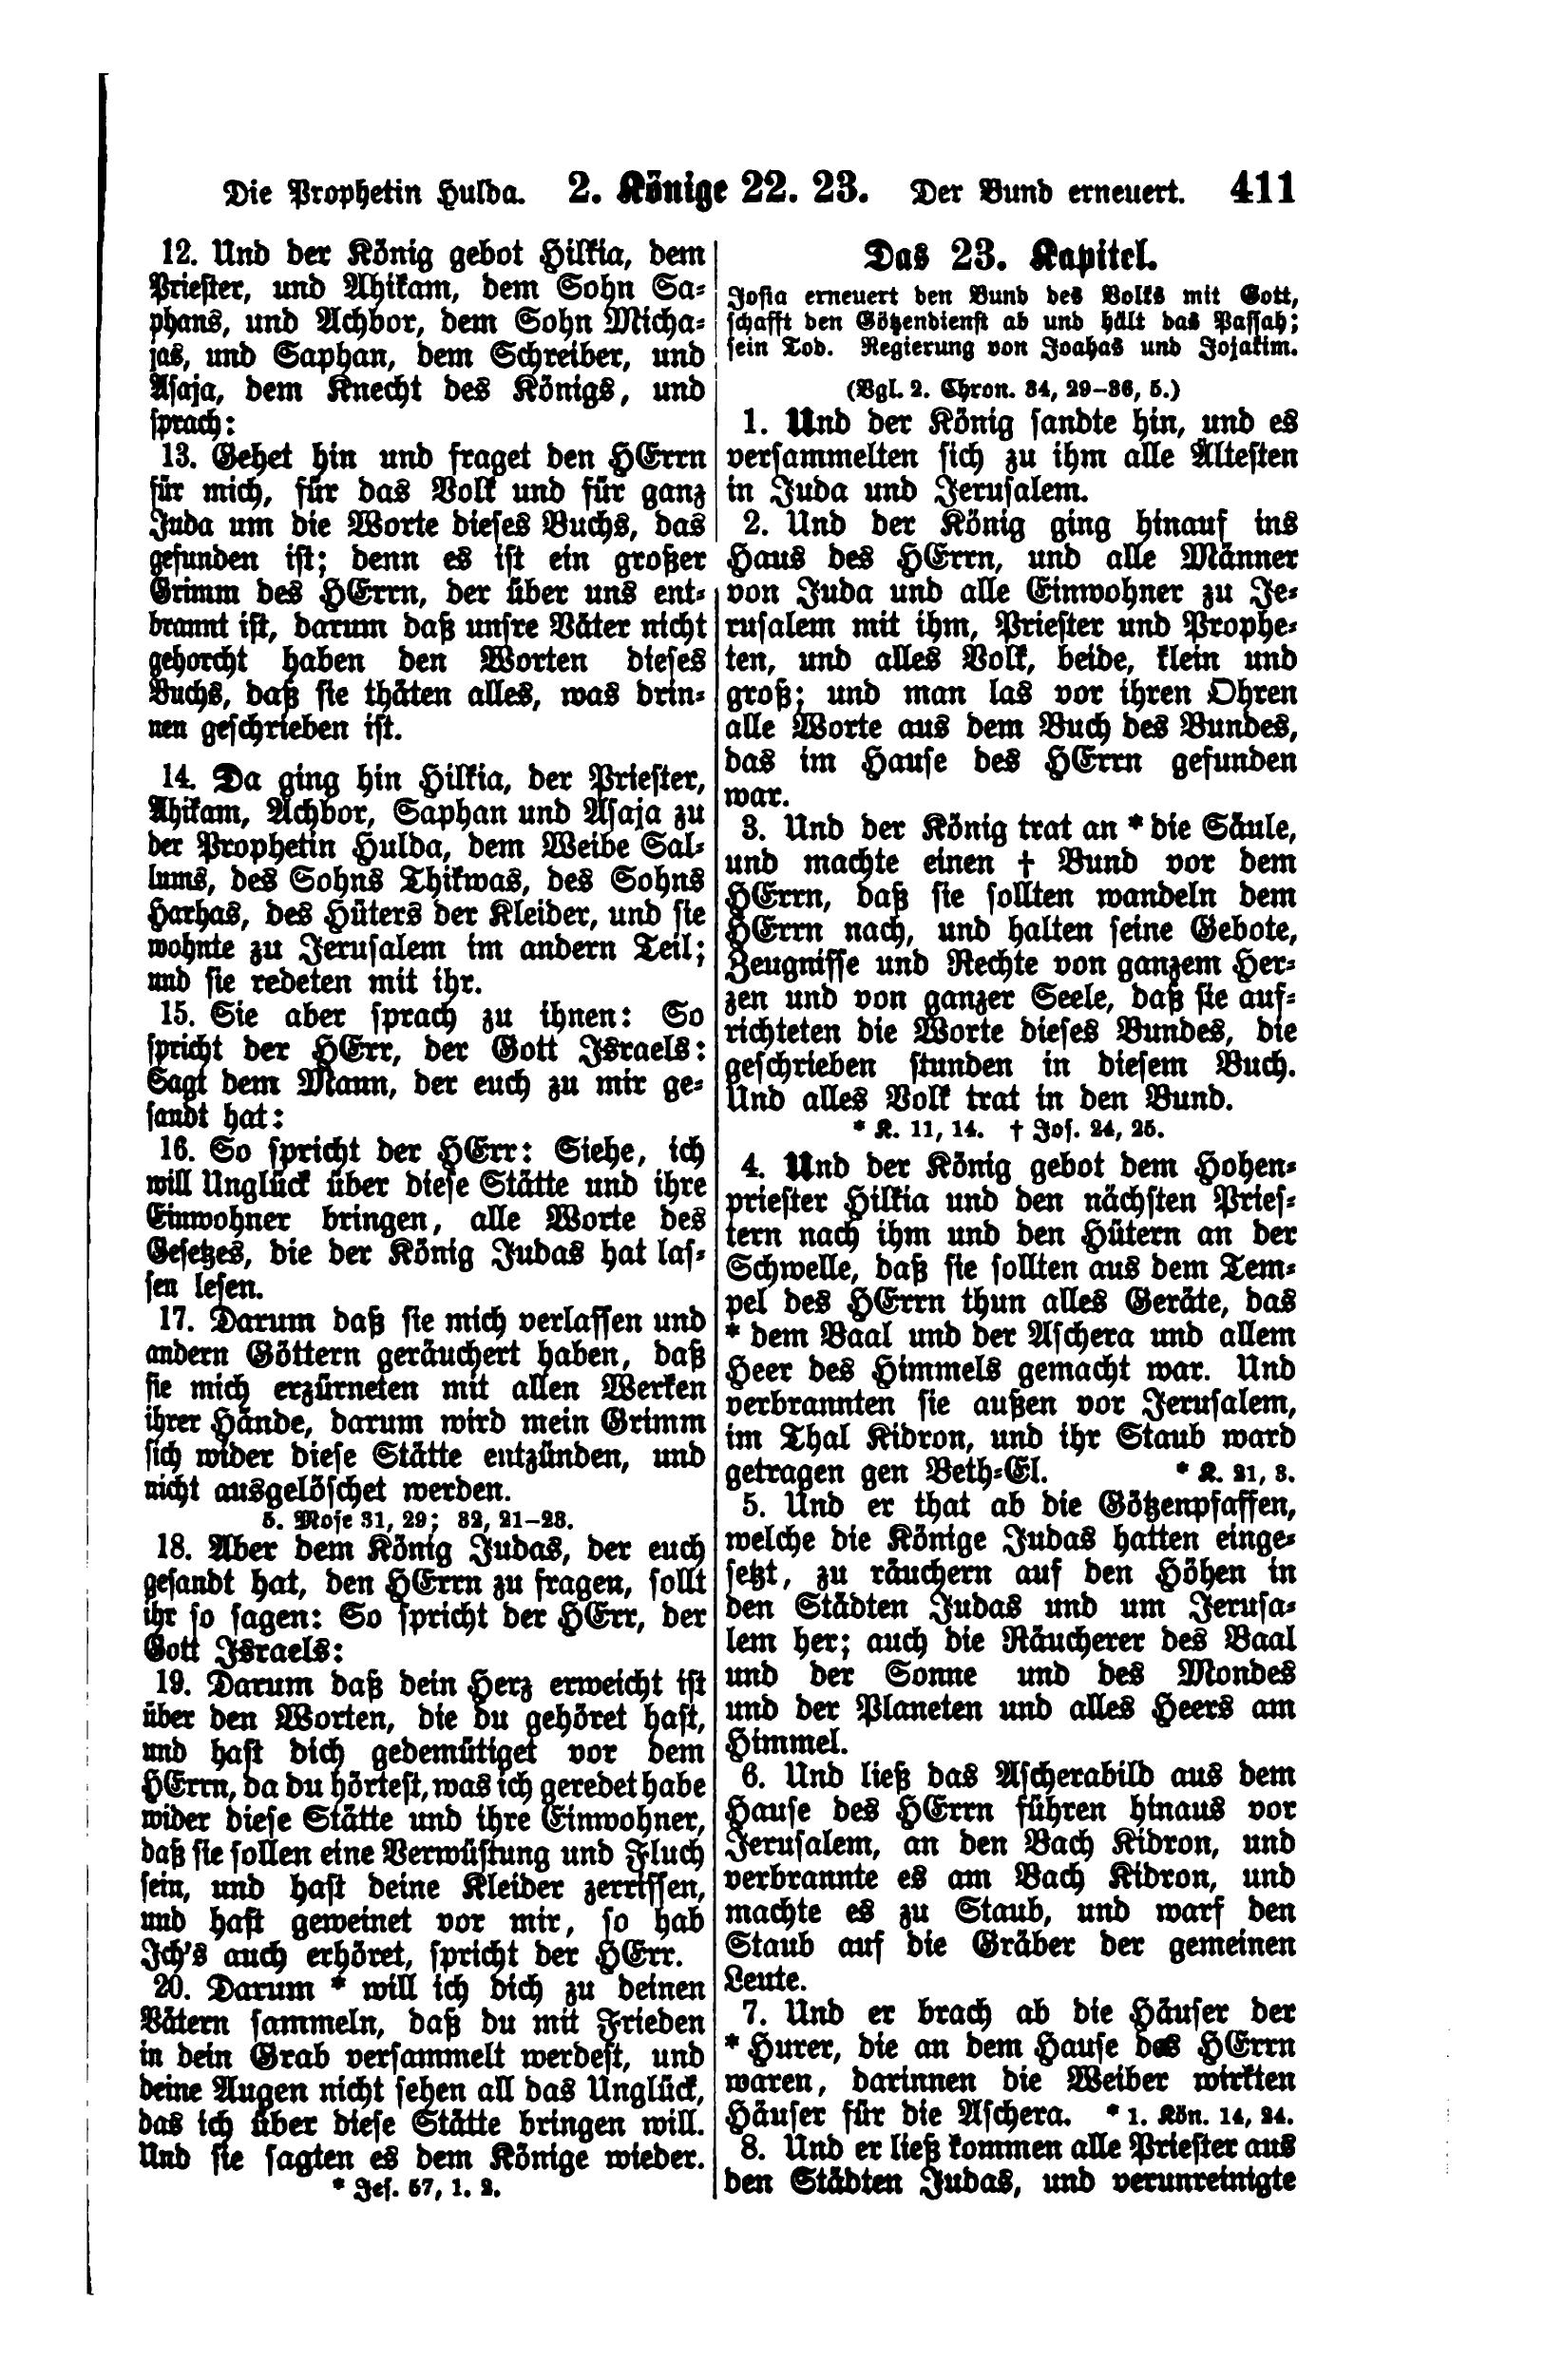 Die Prophetin Hulda. 2. Könige 22. 23. Der Bund erneuert. 411
12. Und der König gebot Hilkia, dem
Priester, und Ahikam, dem Sohn Sa-
phans, und Achbor, dem Sohn Micha-
jas, und Saphan, dem Schreiber, und
Asaja, dem Knecht des Königs, und
sprach:
13. Gehet hin und fraget den HErrn
für mich, für das Volk und für ganz
Juda um die Worte dieses Buchs, das
gefunden ist; denn es ist ein großer
Grimm des HErrn, der über uns ent-
brannt ist, darum daß unsre Väter nicht
gehorcht haben den Worten dieses
Buchs, daß sie thäten alles, was drin-
nen geschrieben ist.
14. Da ging hin Hilkia, der Priester,
Ahikam, Achbor, Saphan und Asaja zu
der Prophetin Hulda, dem Weibe Sal-
lums, des Sohns Thikwas, des Sohns
Harhas, des Hüters der Kleider, und sie
wohnte zu Jerusalem im andern Teil;
und sie redeten mit ihr.
15. Sie aber sprach zu ihnen: So
spricht der HErr, der Gott Israels:
Sagt dem Mann, der euch zu mir ge-
sandt hat:
16. So spricht der HErr: Siehe, ich
will Unglück über diese Stätte und ihre
Einwohner bringen, alle Worte des
Gesetzes, die der König Judas hat las-
sen lesen.
17. Darum daß sie mich verlassen und
andern Göttern geräuchert haben, daß
sie mich erzürneten mit allen Werken
ihrer Hände, darum wird mein Grimm
sich wider diese Stätte entzünden, und
nicht ausgelöschet werden.
5. Mose 31, 29; 32, 21–23.
18. Aber dem König Judas, der euch
gesandt hat, den HErrn zu fragen, sollt
ihr so sagen: So spricht der HErr, der
Gott Israels:
19. Darum daß dein Herz erweicht ist
über den Worten, die du gehöret hast,
und hast dich gedemütiget vor dem
HErrn, da du hörtest, was ich geredet habe
wider diese Stätte und ihre Einwohner,
daß sie sollen eine Verwüstung und Fluch
sein, und hast deine Kleider zerrissen,
und hast geweinet vor mir, so hab
Ich's auch erhöret, spricht der HErr.
20. Darum * will ich dich zu deinen
Vätern sammeln, daß du mit Frieden
in dein Grab versammelt werdest, und
deine Augen nicht sehen all das Unglück,
das ich über diese Stätte bringen will.
Und sie sagten es dem Könige wieder.
* Jes. 57, 1. 2.
Das 23. Kapitel.
Josia erneuert den Bund des Volks mit Gott,
schafft den Götzendienst ab und hält das Passah;
sein Tod. Regierung von Joahas und Jojakim.
(Vgl. 2. Chron. 34, 29–36, 5.)
1. Und der König sandte hin, und es
versammelten sich zu ihm alle Ältesten
in Juda und Jerusalem.
2. Und der König ging hinauf ins
Haus des HErrn, und alle Männer
von Juda und alle Einwohner zu Je-
rusalem mit ihm, Priester und Prophe-
ten, und alles Volk, beide, klein und
groß; und man las vor ihren Ohren
alle Worte aus dem Buch des Bundes,
das im Hause des HErrn gefunden
war.
3. Und der König trat an * die Säule,
und machte einen † Bund vor dem
HErrn, daß sie sollten wandeln dem
HErrn nach, und halten seine Gebote,
Zeugnisse und Rechte von ganzem Her-
zen und von ganzer Seele, daß sie auf-
richteten die Worte dieses Bundes, die
geschrieben stunden in diesem Buch.
Und alles Volk trat in den Bund.
* K. 11, 14. † Jos. 24, 25.
4. Und der König gebot dem Hohen-
priester Hilkia und den nächsten Pries-
tern nach ihm und den Hütern an der
Schwelle, daß sie sollten aus dem Tem-
pel des HErrn thun alles Geräte, das
* dem Baal und der Aschera und allem
Heer des Himmels gemacht war. Und
verbrannten sie außen vor Jerusalem,
im Thal Kidron, und ihr Staub ward
getragen gen Beth-El. * K. 21, 3.
5. Und er that ab die Götzenpfaffen,
welche die Könige Judas hatten einge-
setzt, zu räuchern auf den Höhen in
den Städten Judas und um Jerusa-
lem her; auch die Räucherer des Baal
und der Sonne und des Mondes
und der Planeten und alles Heers am
Himmel.
6. Und ließ das Ascherabild aus dem
Hause des HErrn führen hinaus vor
Jerusalem, an den Bach Kidron, und
verbrannte es am Bach Kidron, und
machte es zu Staub, und warf den
Staub auf die Gräber der gemeinen
Leute.
7. Und er brach ab die Häuser der
* Hurer, die an dem Hause des HErrn
waren, darinnen die Weiber wirkten
Häuser für die Aschera. * 1. Kön. 14, 24.
8. Und er ließ kommen alle Priester aus
den Städten Judas, und verunreinigte